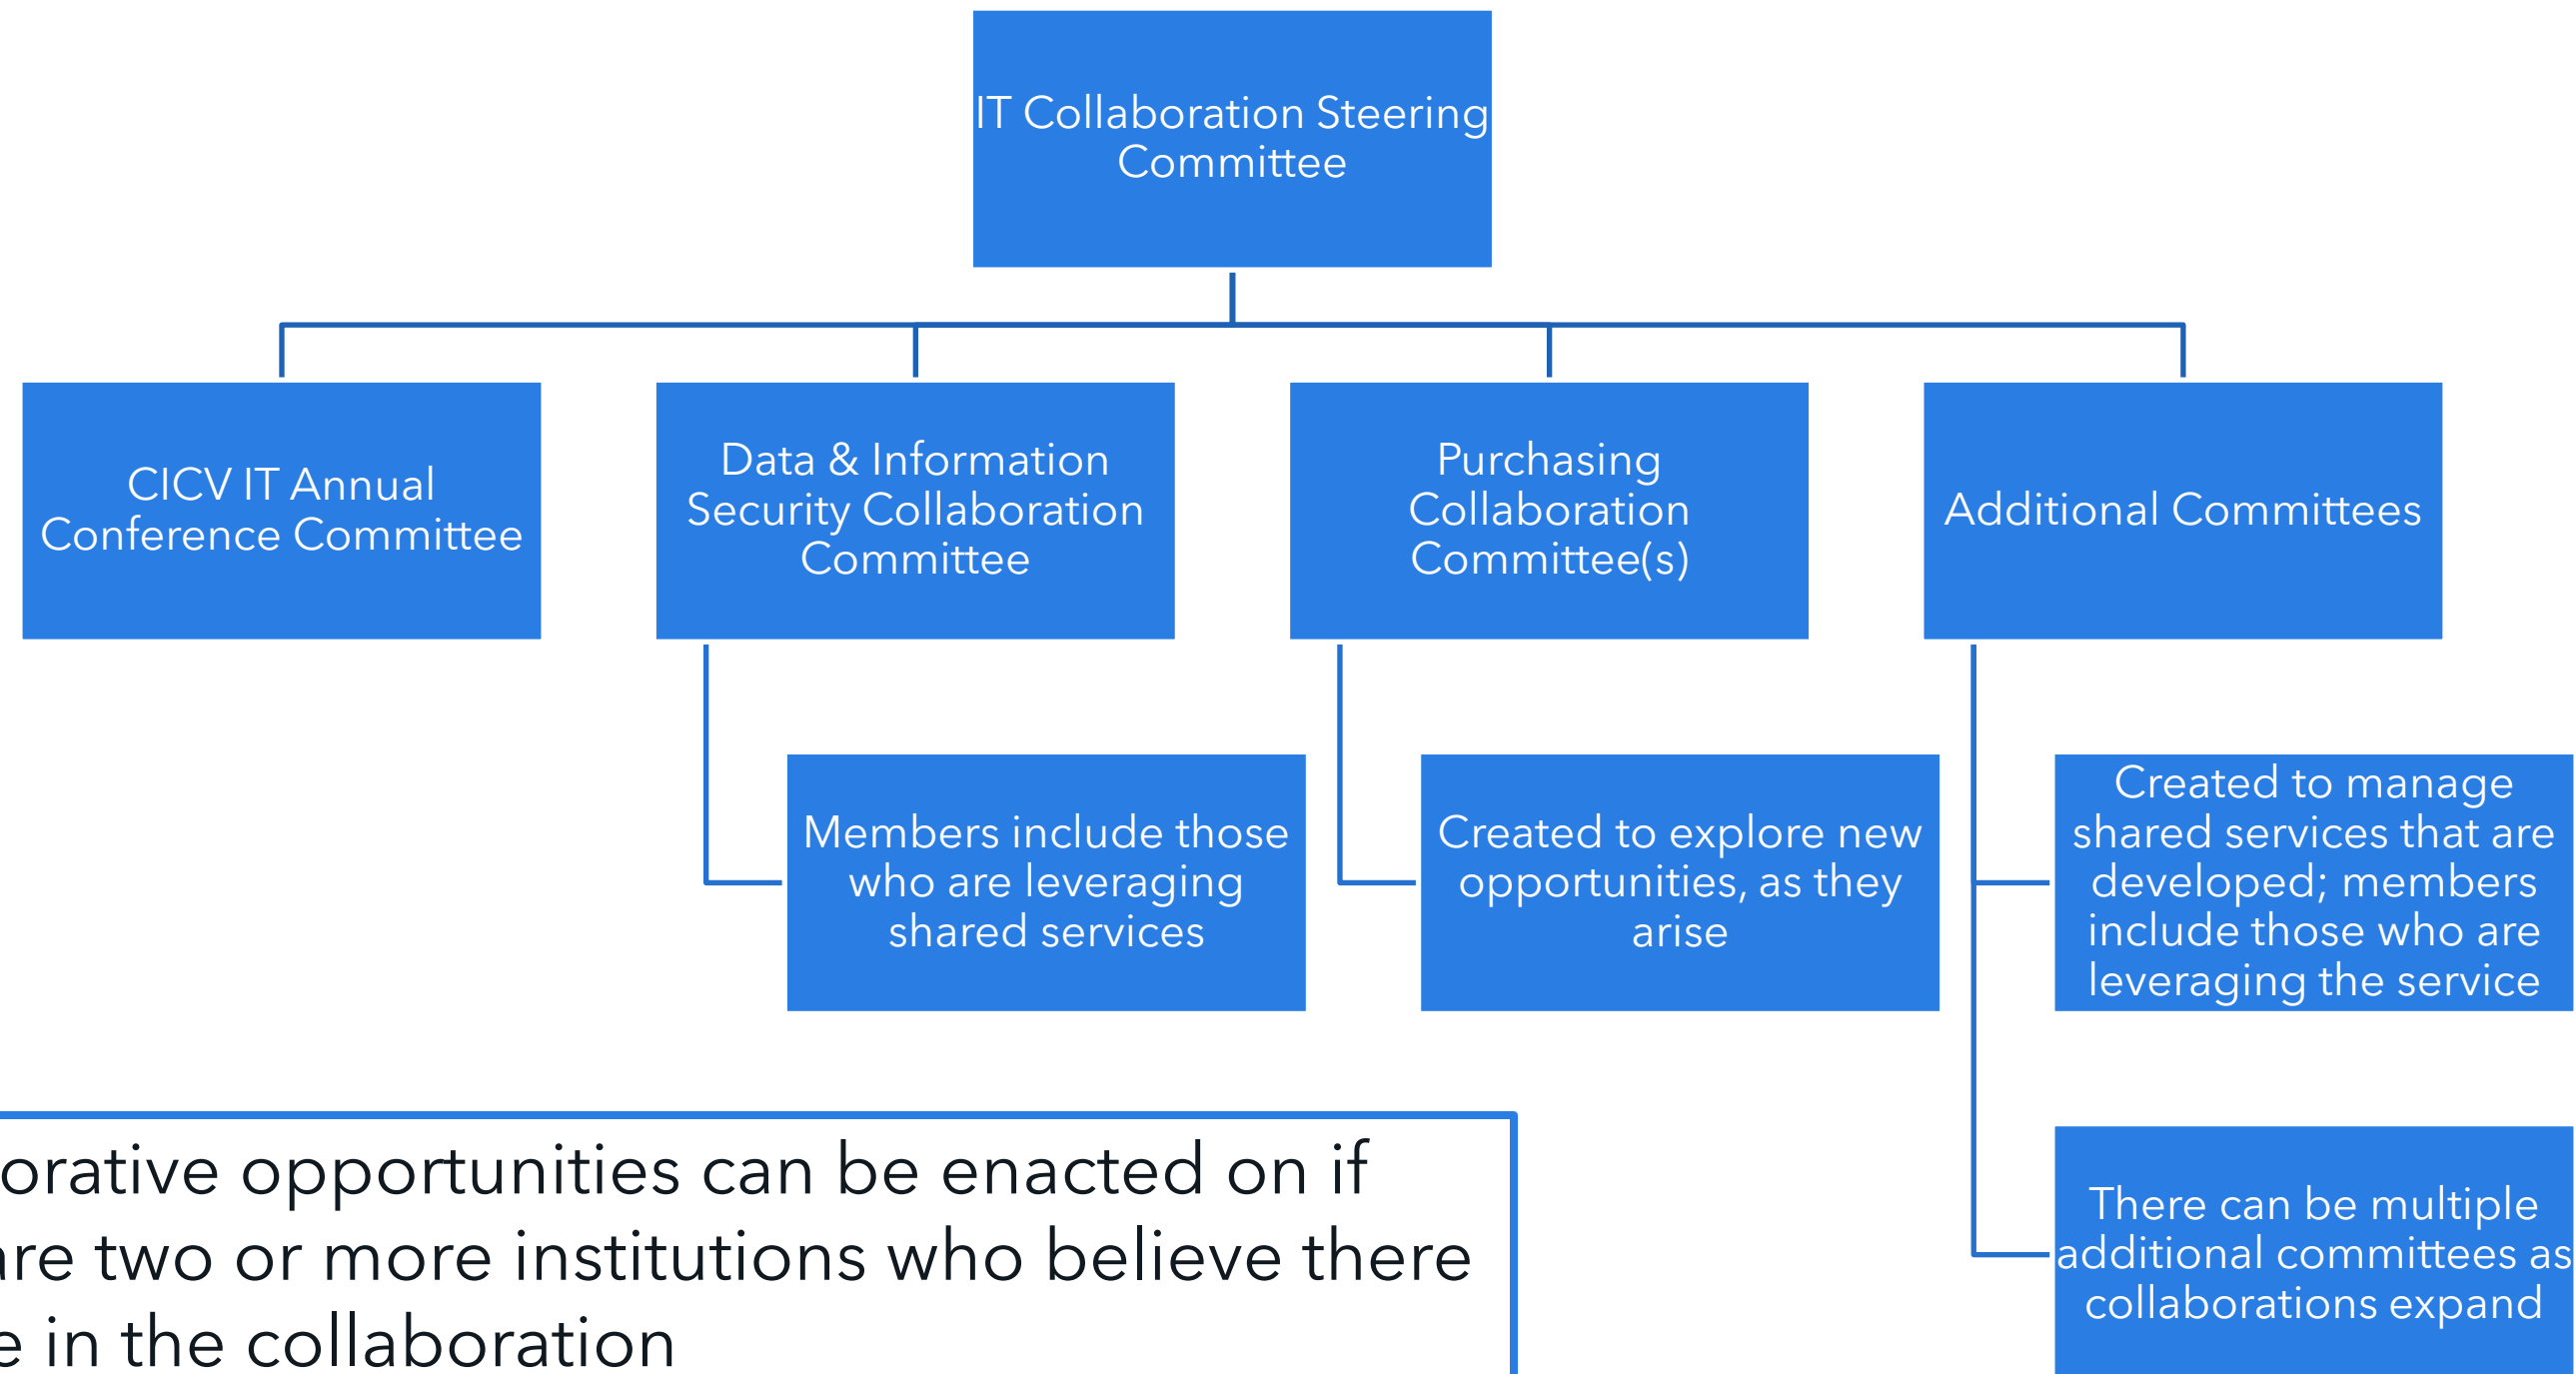 IT Collaboration Steering
Committee
CICV IT Annual
Conference Committee
Data & Information
Security Collaboration
Committee
Purchasing
Collaboration
Committee(s)
Additional Committees
Members include those
who are leveraging
shared services
Created to explore new
opportunities, as they
arise
Created to manage
shared services that are
developed; members
include those who are
leveraging the service
There can be multiple
additional committees as
collaborations expand
opportunities can be enacted on if
two or more institutions who believe there
in the collaboration